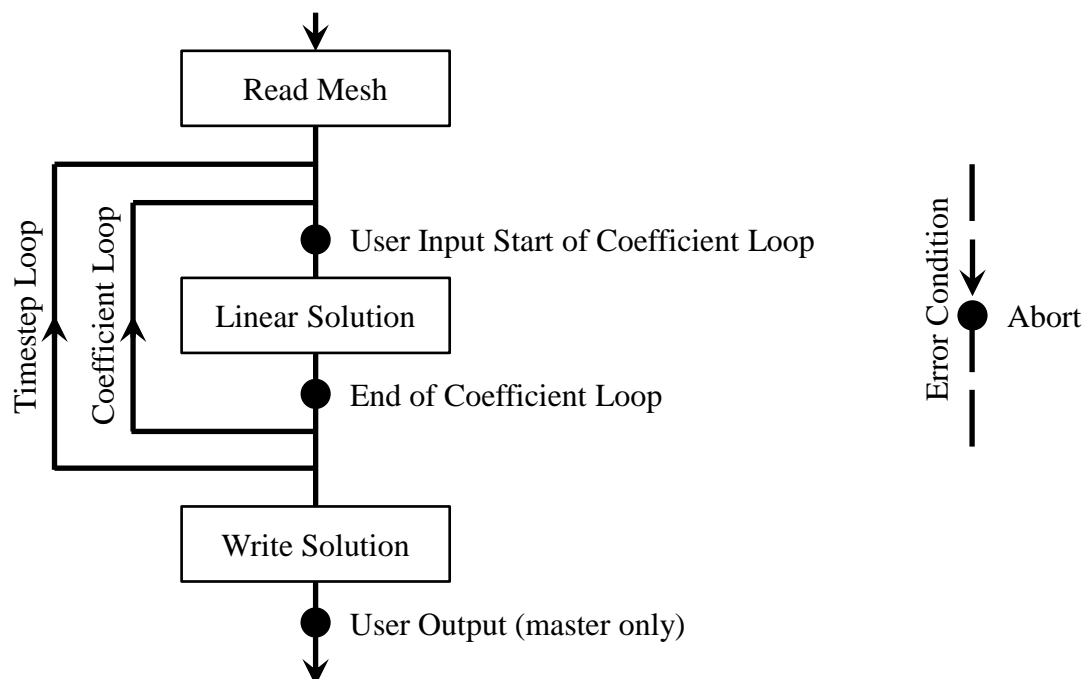 Read Mesh
Timestep Loop
Coefficient Loop
User Input Start of Coefficient Loop
Linear Solution
End of Coefficient Loop
Write Solution
User Output (master only)
Error Condition
Abort